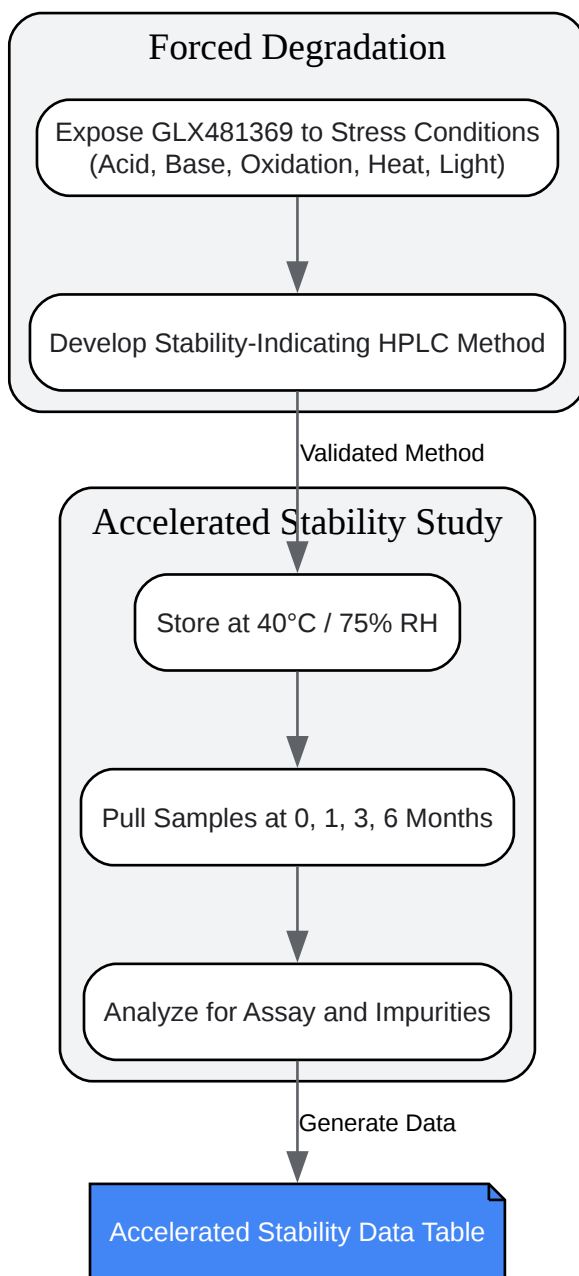 Forced Degradation
Expose GLX481369 to Stress Conditions
(Acid, Base, Oxidation, Heat, Light)
Develop Stability-Indicating HPLC Method
Validated Method
Accelerated Stability Study
Store at 40°C / 75% RH
Pull Samples at 0, 1, 3, 6 Months
Analyze for Assay and Impurities
Generate Data
Accelerated Stability Data Table